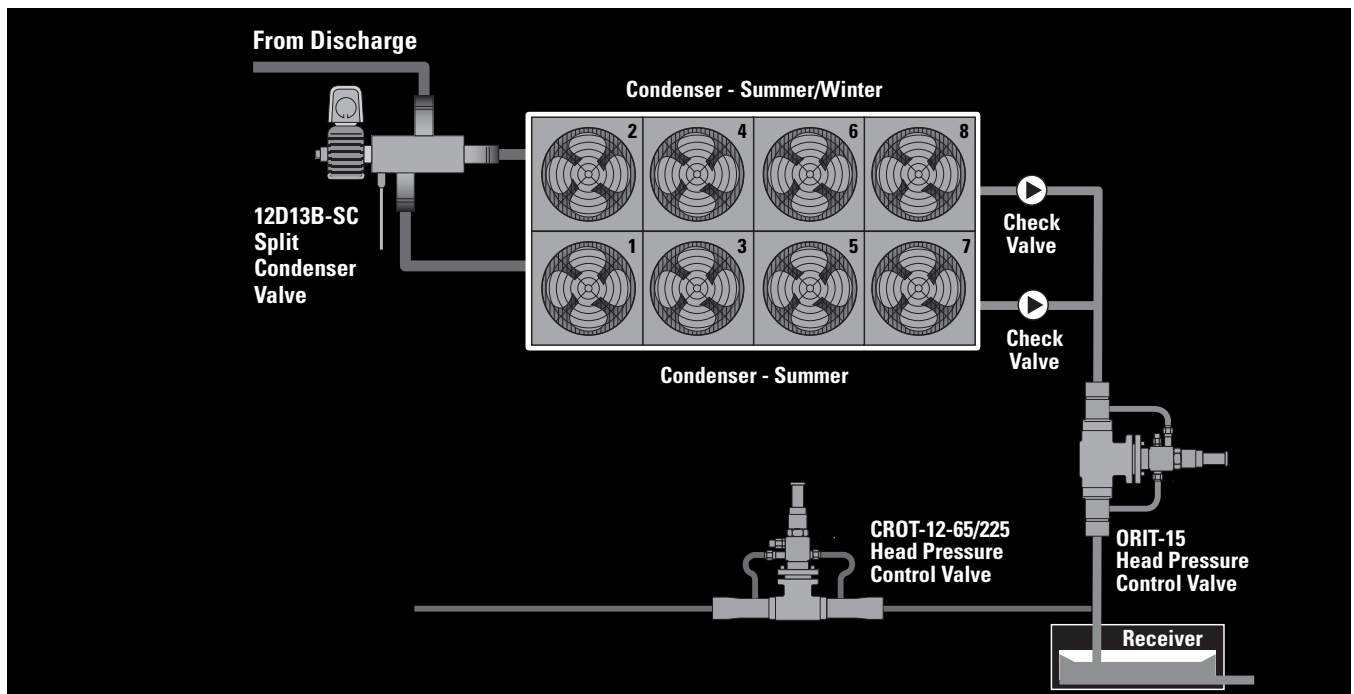 From Discharge
Condenser - Summer/Winter
2
4
6
8
12D13B-SC
Split
Condenser
Valve
Check
Valve
1
3
5
7
Check
Valve
Condenser - Summer
CROT-12-65/225
Head Pressure
Control Valve
ORIT-15
Head Pressure
Control Valve
Receiver